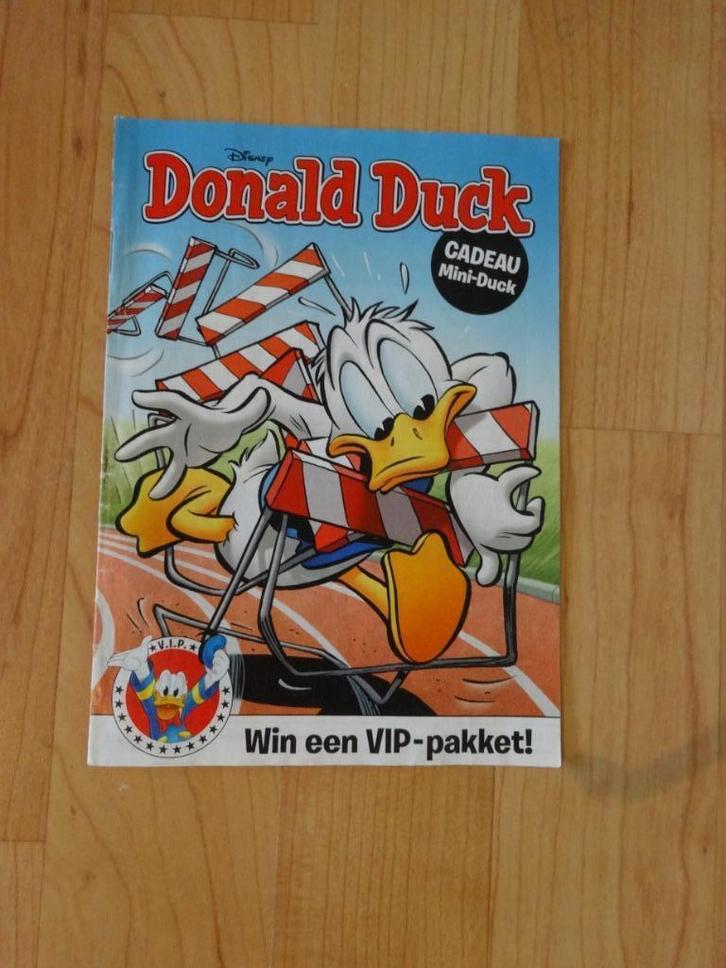 Disney
Donald Duck
CADEAU
Mini-Duck
V.I.P.
Win een VIP-pakket!